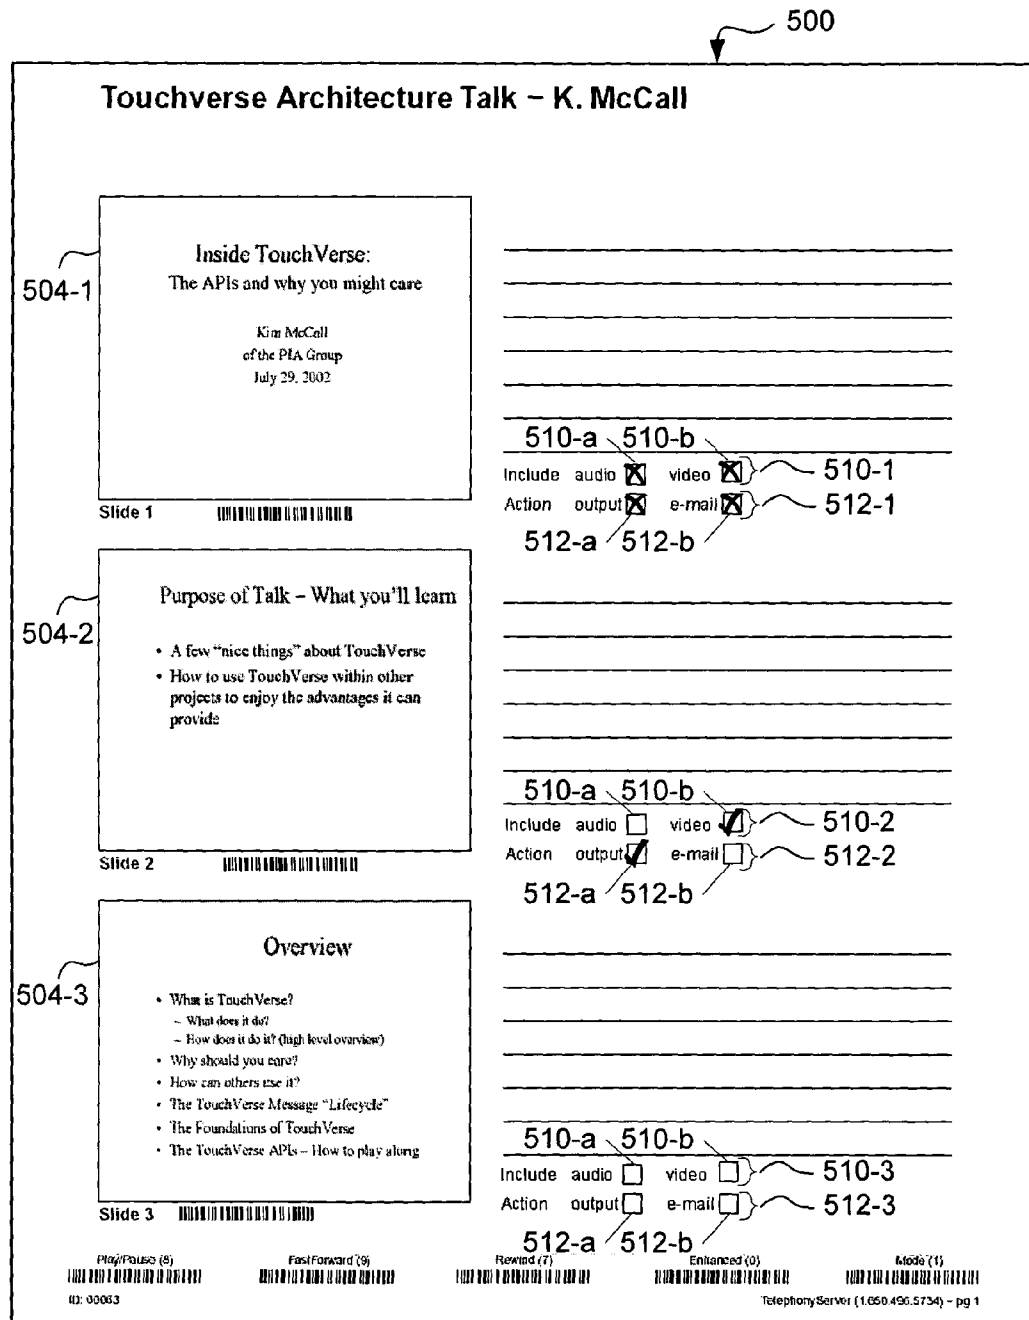 500
Touchverse Architecture Talk – K. McCall
504-1
Inside TouchVerse:
The APIs and why you might care
Kim McCall
of the PIA Group
July 29, 2002
510-a 510-b
Include audio video 510-1
Action output e-mail 512-1
512-a 512-b
Slide 1
504-2
Purpose of Talk – What you'll learn
• A few “nice things” about TouchVerse
• How to use TouchVerse within other
projects to enjoy the advantages it can
provide
510-a 510-b
Include audio video 510-2
Action output e-mail 512-2
512-a 512-b
Slide 2
504-3
Overview
• What is TouchVerse?
– What does it do?
– How does it do it? (high level overview)
• Why should you care?
• How can others use it?
• The TouchVerse Message “Lifecycle”
• The Foundations of TouchVerse
• The TouchVerse APIs – How to play along
510-a 510-b
Include audio video 510-3
Action output e-mail 512-3
512-a 512-b
Slide 3
Play/Pause (8) FastForward (9) Rewind (7) Enhanced (0) Mode (1)
ID: 00063 TelephonyServer (1.650.496.5734) – pg 1